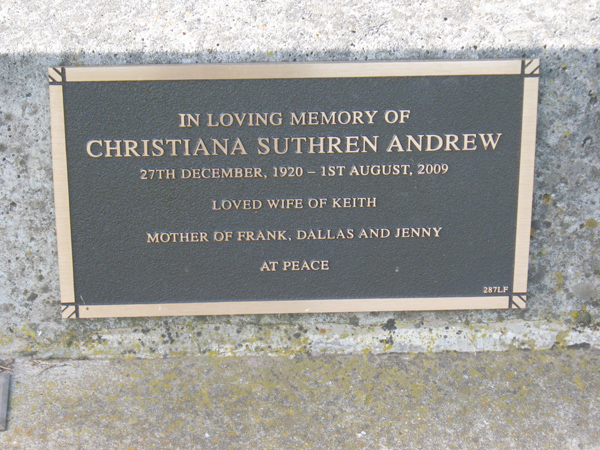 IN LOVING MEMORY OF
CHRISTIANA SUTHREN ANDREW
27TH DECEMBER, 1920 – 1ST AUGUST, 2009
LOVED WIFE OF KEITH
MOTHER OF FRANK, DALLAS AND JENNY
AT PEACE
287LF